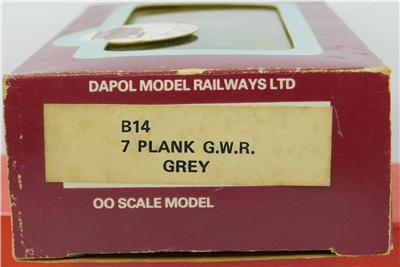 DAPOL MODEL RAILWAYS LTD
B14
7 PLANK G.W.R.
GREY
OO SCALE MODEL